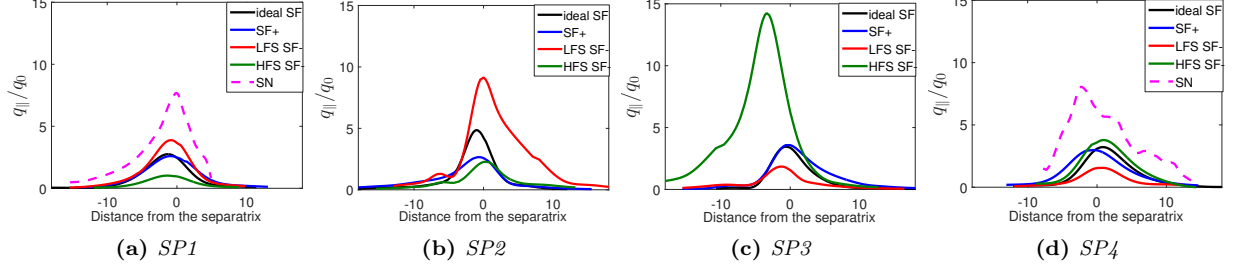 15
10
5
0
q∥/q0
-10
0
10
Distance from the separatrix
ideal SF
SF+
LFS SF-
HFS SF-
SN
(a) SP1
15
10
5
0
q∥/q0
-10
0
10
Distance from the separatrix
ideal SF
SF+
LFS SF-
HFS SF-
(b) SP2
15
10
5
0
q∥/q0
-10
0
10
Distance from the separatrix
ideal SF
SF+
LFS SF-
HFS SF-
(c) SP3
15
10
5
0
q∥/q0
-10
0
10
Distance from the separatrix
ideal SF
SF+
LFS SF-
HFS SF-
SN
(d) SP4